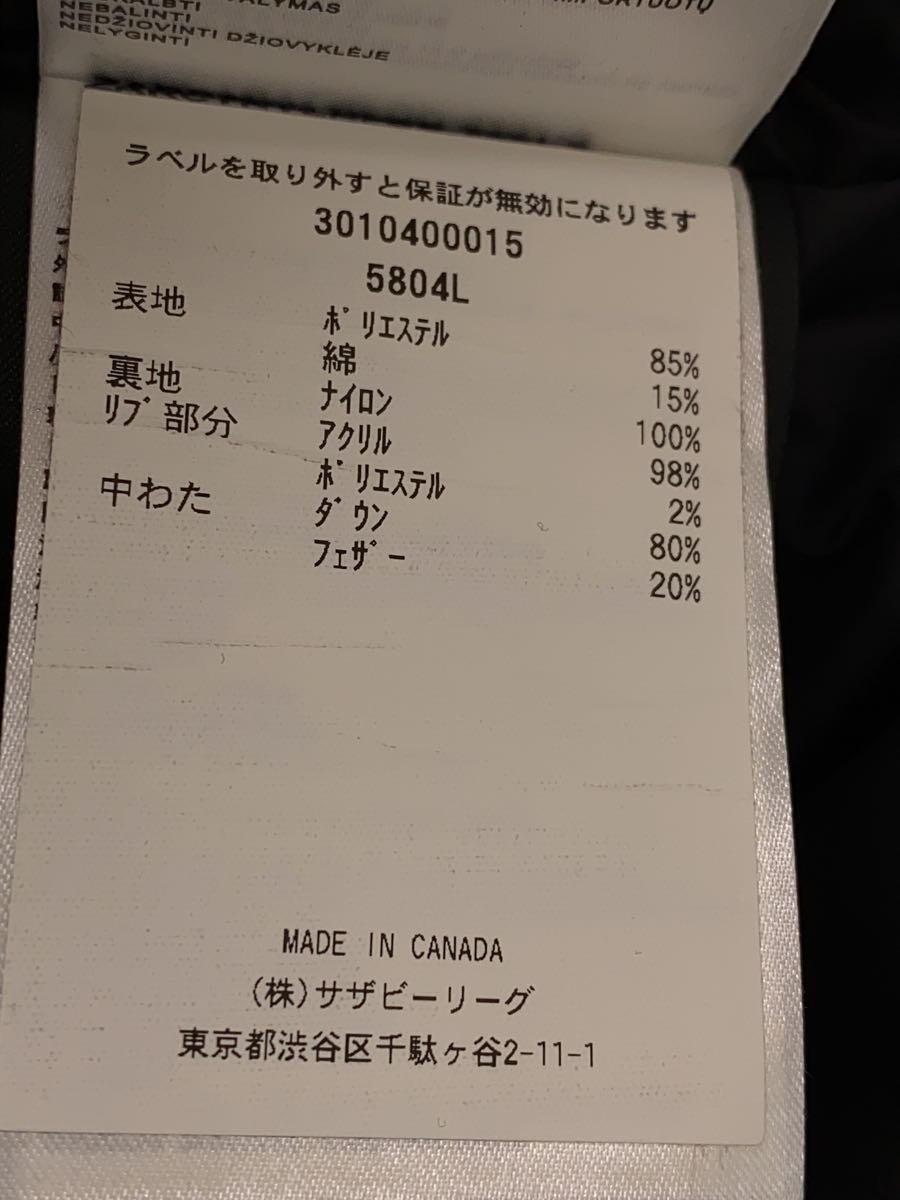 NEBALINTI
NEDŽIOVINTI DŽIOVYKLĖJE
NELYGINTI
ラベルを取り外すと保証が無効になります
3010400015
5804L
表地 ポリエステル 85%
綿 15%
裏地 ナイロン 100%
リブ部分 アクリル 98%
ポリエステル 2%
中わた ダウン 80%
フェザー 20%
MADE IN CANADA
(株)サザビーリーグ
東京都渋谷区千駄ヶ谷2-11-1